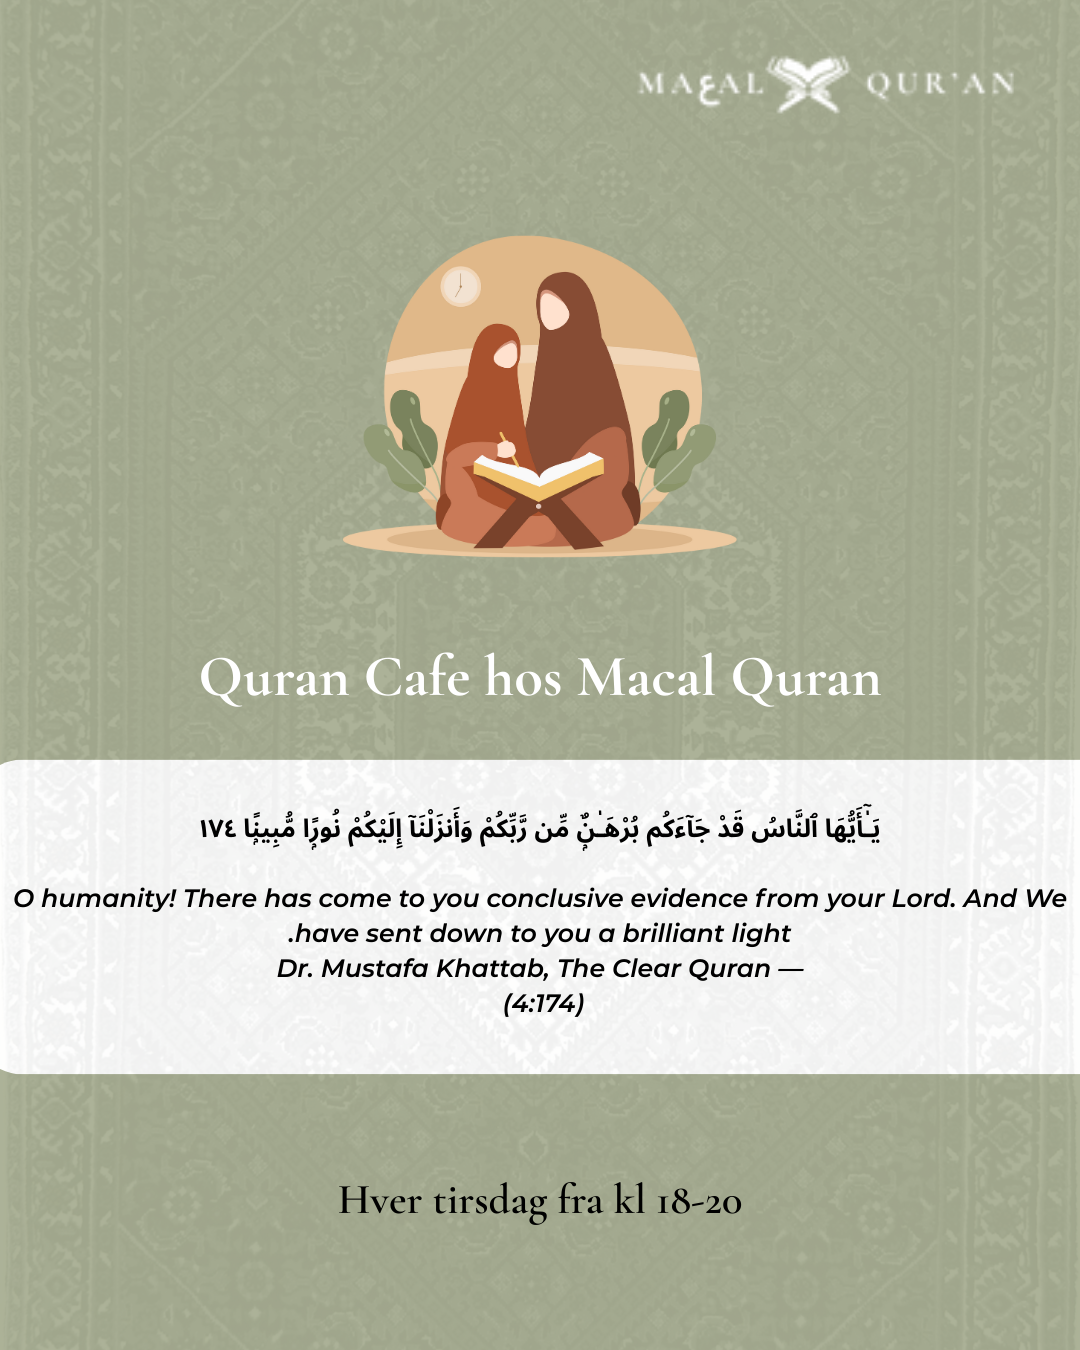 MAعAL QUR'AN
Quran Cafe hos Macal Quran
يَـٰٓأَيُّهَا ٱلنَّاسُ قَدْ جَآءَكُم بُرْهَـٰنٌۭ مِّن رَّبِّكُمْ وَأَنزَلْنَآ إِلَيْكُمْ نُورًۭا مُّبِينًۭا ١٧٤
O humanity! There has come to you conclusive evidence from your Lord. And We
.have sent down to you a brilliant light
Dr. Mustafa Khattab, The Clear Quran —
(4:174)
Hver tirsdag fra kl 18-20